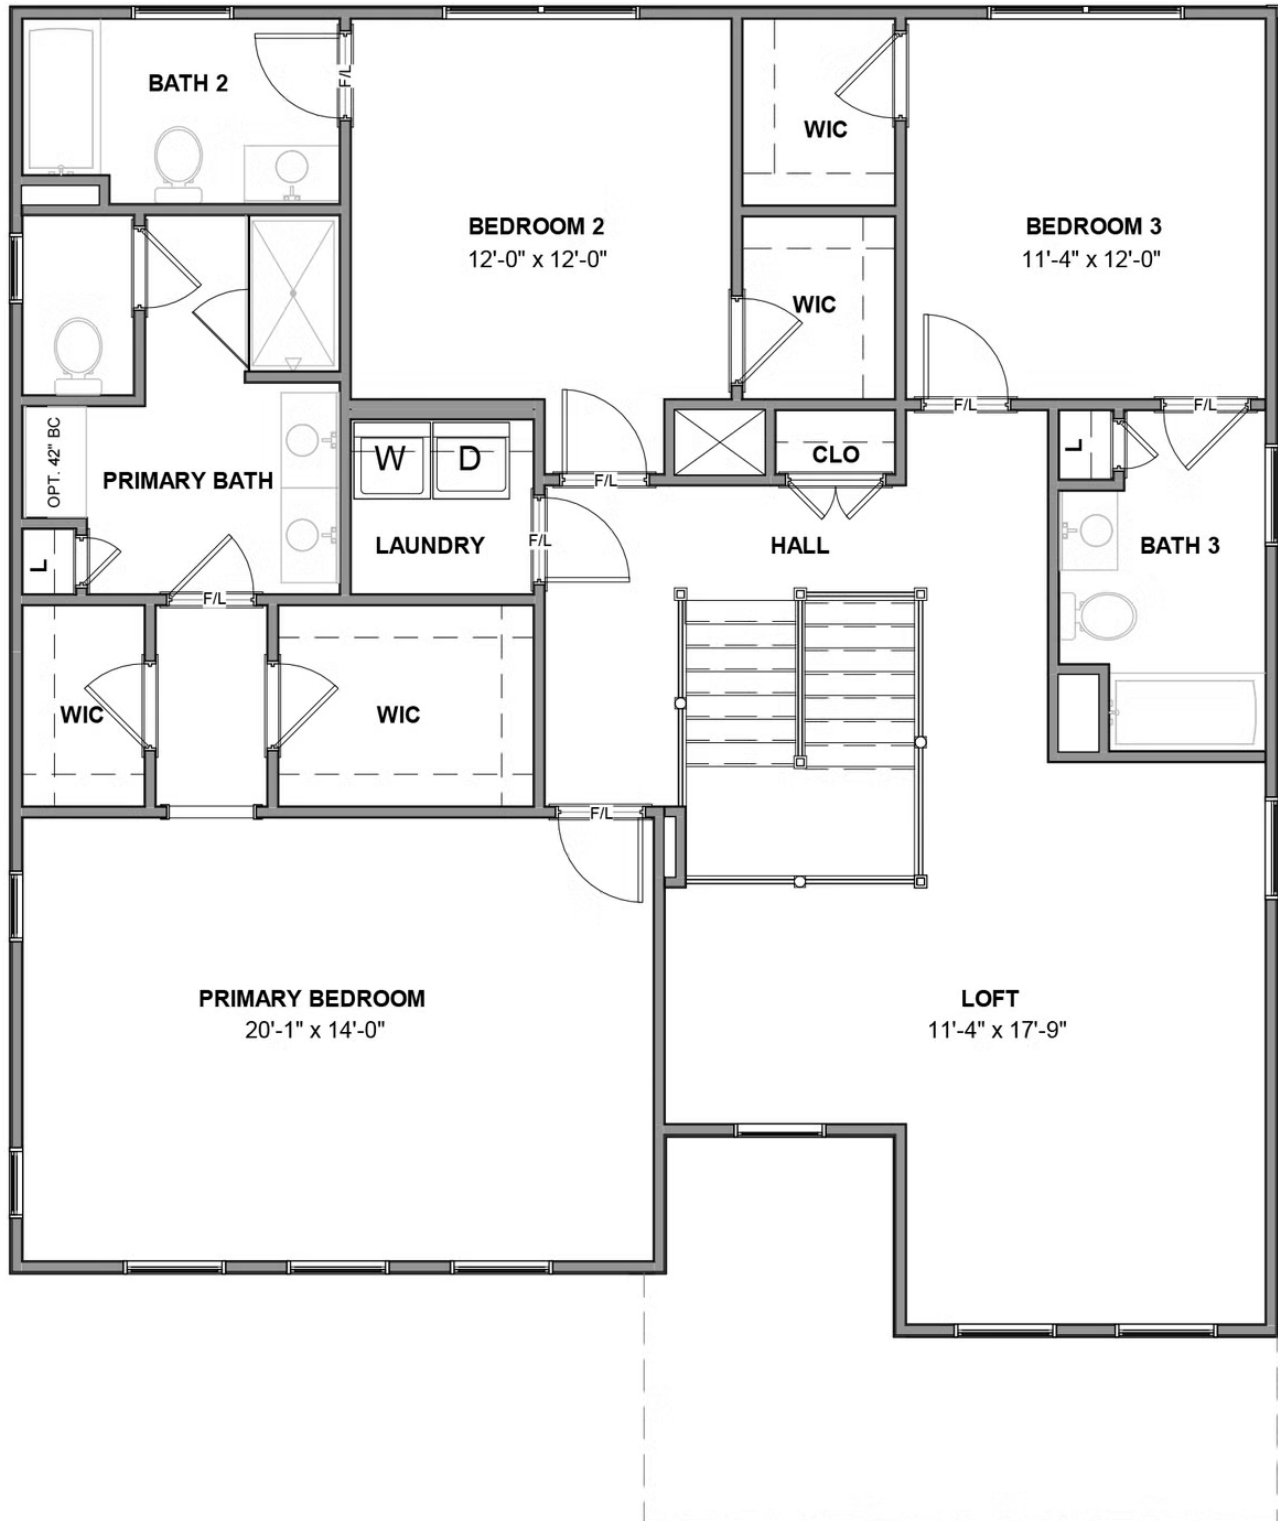 BATH 2
F/L
WIC
BEDROOM 2
12'-0" x 12'-0"
BEDROOM 3
11'-4" x 12'-0"
WIC
F/L
F/L
OPT. 42" BC
W
D
CLO
L
PRIMARY BATH
F/L
LAUNDRY
F/L
HALL
BATH 3
L
F/L
WIC
WIC
F/L
PRIMARY BEDROOM
20'-1" x 14'-0"
LOFT
11'-4" x 17'-9"